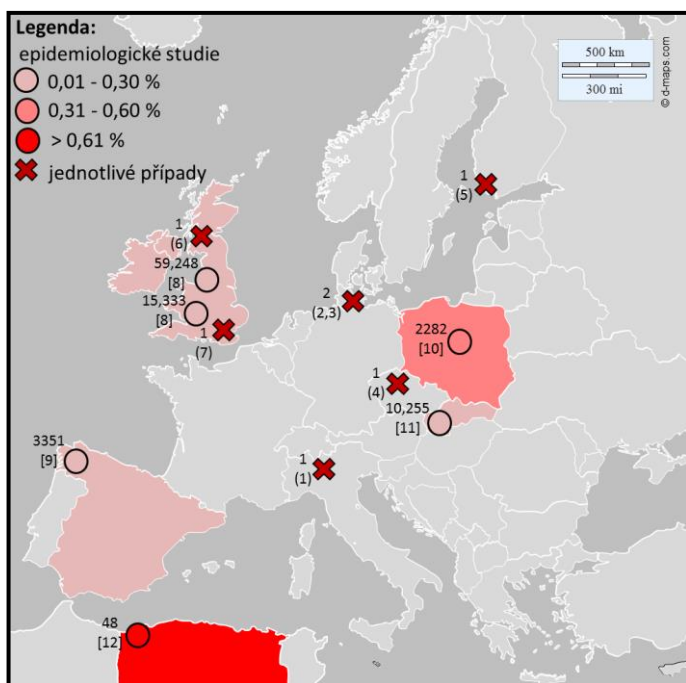 Legenda:
epidemiologické studie
0,01 - 0,30 %
0,31 - 0,60 %
> 0,61 %
jednotlivé případy
500 km
300 mi
© d-maps.com
1
(5)
1
(6)
59,248
[8]
15,333
[8]
1
(7)
2
(2,3)
2282
[10]
1
(4)
10,255
[11]
3351
[9]
1
(1)
48
[12]